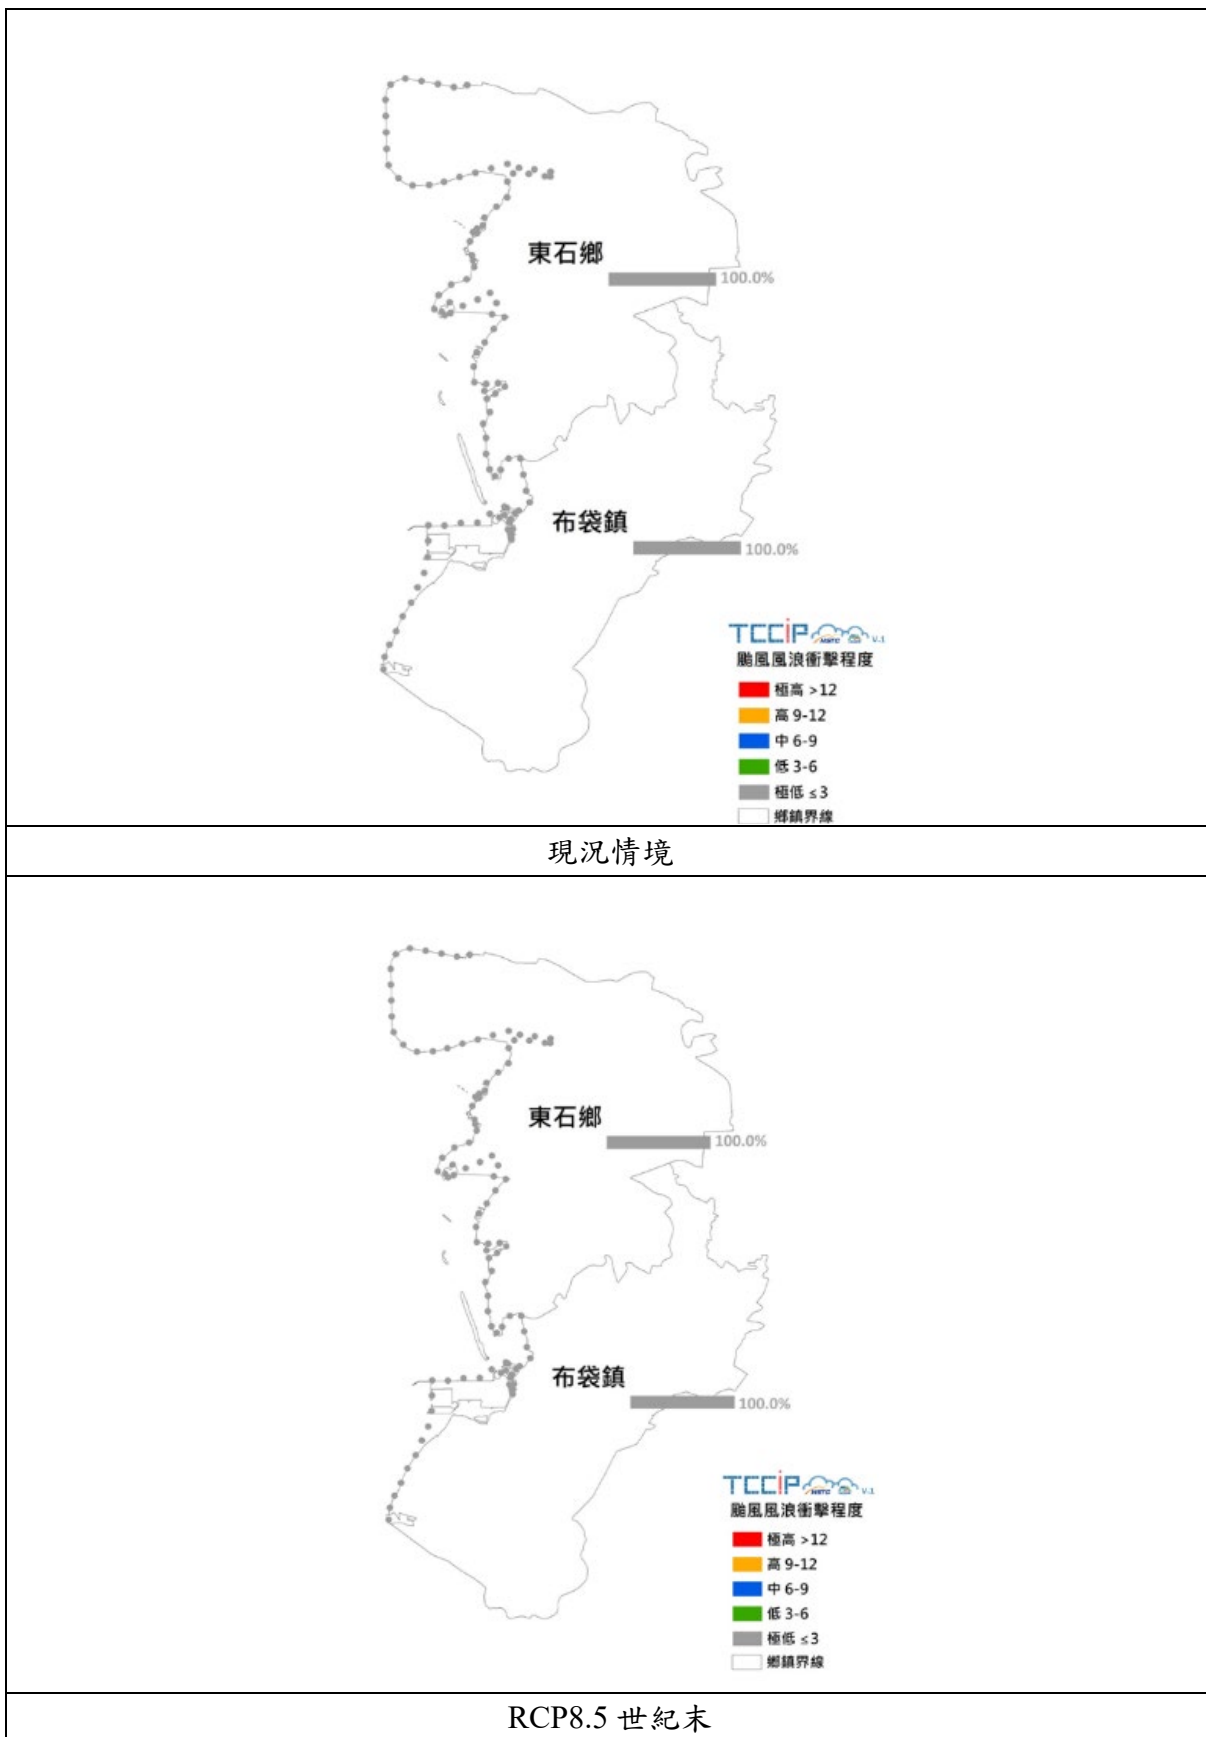 東石鄉
100.0%
布袋鎮
100.0%
TCCiP NSTC V.1
颱風風浪衝擊程度
極高 >12
高 9-12
中 6-9
低 3-6
極低 ≤3
鄉鎮界線
現況情境
東石鄉
100.0%
布袋鎮
100.0%
TCCiP NSTC V.1
颱風風浪衝擊程度
極高 >12
高 9-12
中 6-9
低 3-6
極低 ≤3
鄉鎮界線
RCP8.5 世紀末